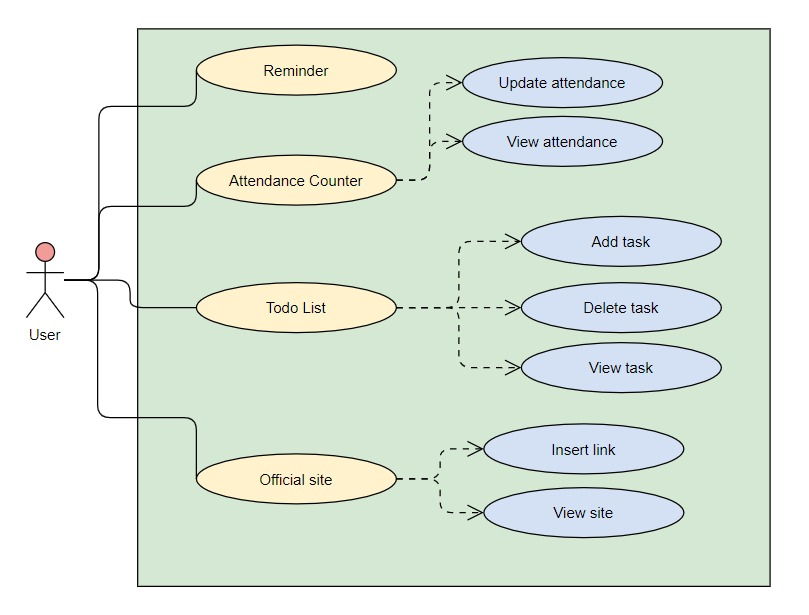 Reminder
Update attendance
View attendance
Attendance Counter
Add task
User
Todo List
Delete task
View task
Insert link
Official site
View site